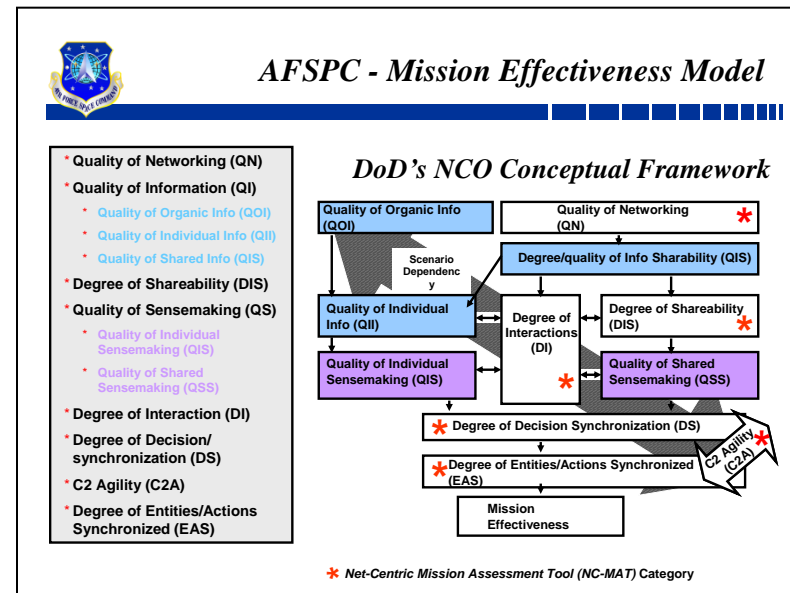 AFSPC - Mission Effectiveness Model
AIR FORCE SPACE COMMAND
* Quality of Networking (QN)
* Quality of Information (QI)
* Quality of Organic Info (QOI)
* Quality of Individual Info (QII)
* Quality of Shared Info (QIS)
* Degree of Shareability (DIS)
* Quality of Sensemaking (QS)
* Quality of Individual
Sensemaking (QIS)
* Quality of Shared
Sensemaking (QSS)
* Degree of Interaction (DI)
* Degree of Decision/
synchronization (DS)
* C2 Agility (C2A)
* Degree of Entities/Actions
Synchronized (EAS)
DoD's NCO Conceptual Framework
Quality of Organic Info
(QOI)
Quality of Networking
(QN)
*
Scenario
Dependenc
y
Degree/quality of Info Sharability (QIS)
Quality of Individual
Info (QII)
Degree of
Interactions
(DI)
*
Degree of Shareability
(DIS)
*
Quality of Individual
Sensemaking (QIS)
Quality of Shared
Sensemaking (QSS)
* Degree of Decision Synchronization (DS)
C2 Agility
(C2A)
*
* Degree of Entities/Actions Synchronized
(EAS)
Mission
Effectiveness
* Net-Centric Mission Assessment Tool (NC-MAT) Category